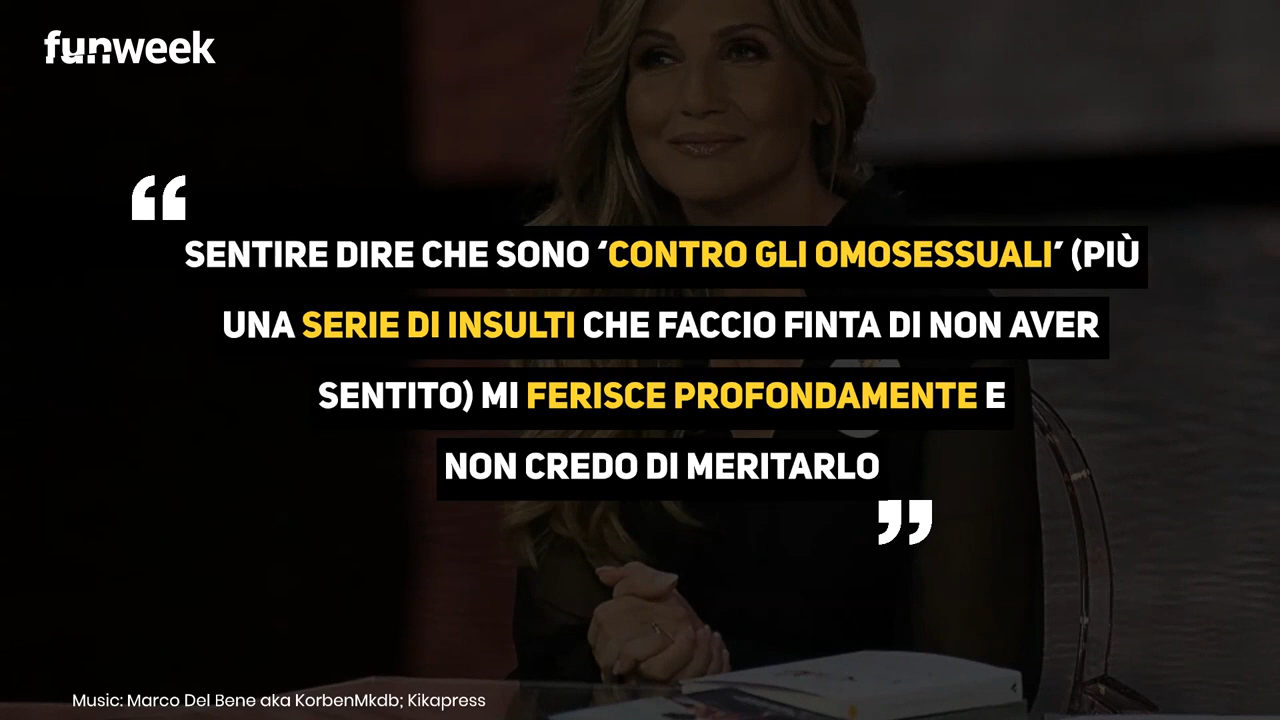 funweek
“
SENTIRE DIRE CHE SONO ‘CONTRO GLI OMOSESSUALI’ (PIÙ
UNA SERIE DI INSULTI CHE FACCIO FINTA DI NON AVER
SENTITO) MI FERISCE PROFONDAMENTE E
NON CREDO DI MERITARLO
”
Music: Marco Del Bene aka KorbenMkdb; Kikapress